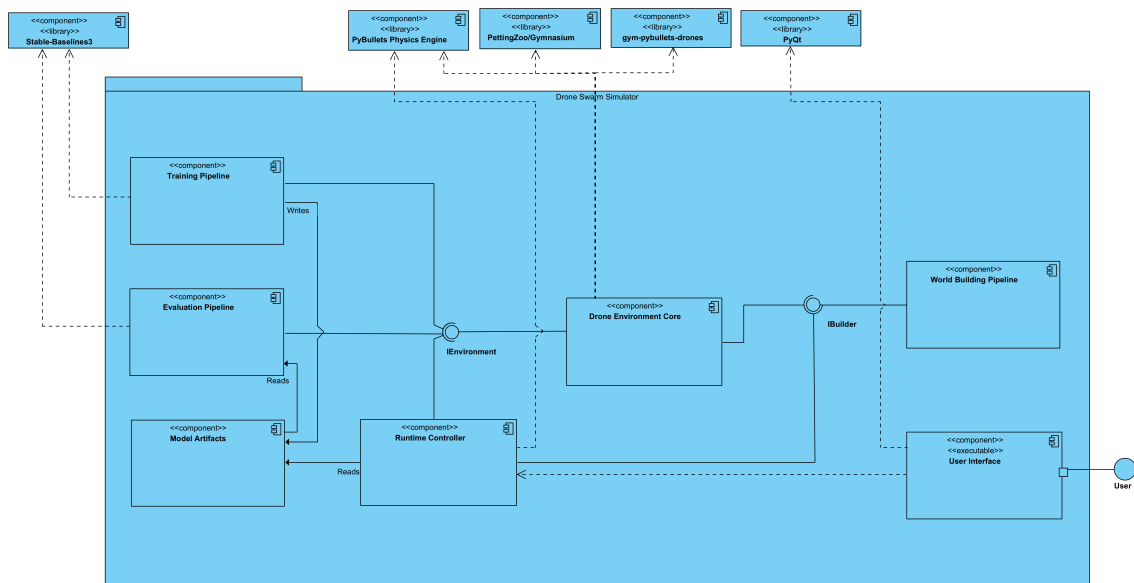 <<component>>
<<library>>
Stable-Baselines3
<<component>>
<<library>>
PyBullets Physics Engine
<<component>>
<<library>>
PettingZoo/Gymnasium
<<component>>
<<library>>
gym-pybullets-drones
<<component>>
<<library>>
PyQt
Drone Swarm Simulator
<<component>>
Training Pipeline
Writes
<<component>>
Evaluation Pipeline
Reads
<<component>>
Model Artifacts
<<component>>
Runtime Controller
Reads
IEnvironment
<<component>>
Drone Environment Core
IBuilder
<<component>>
World Building Pipeline
<<component>>
<<executable>>
User Interface
User